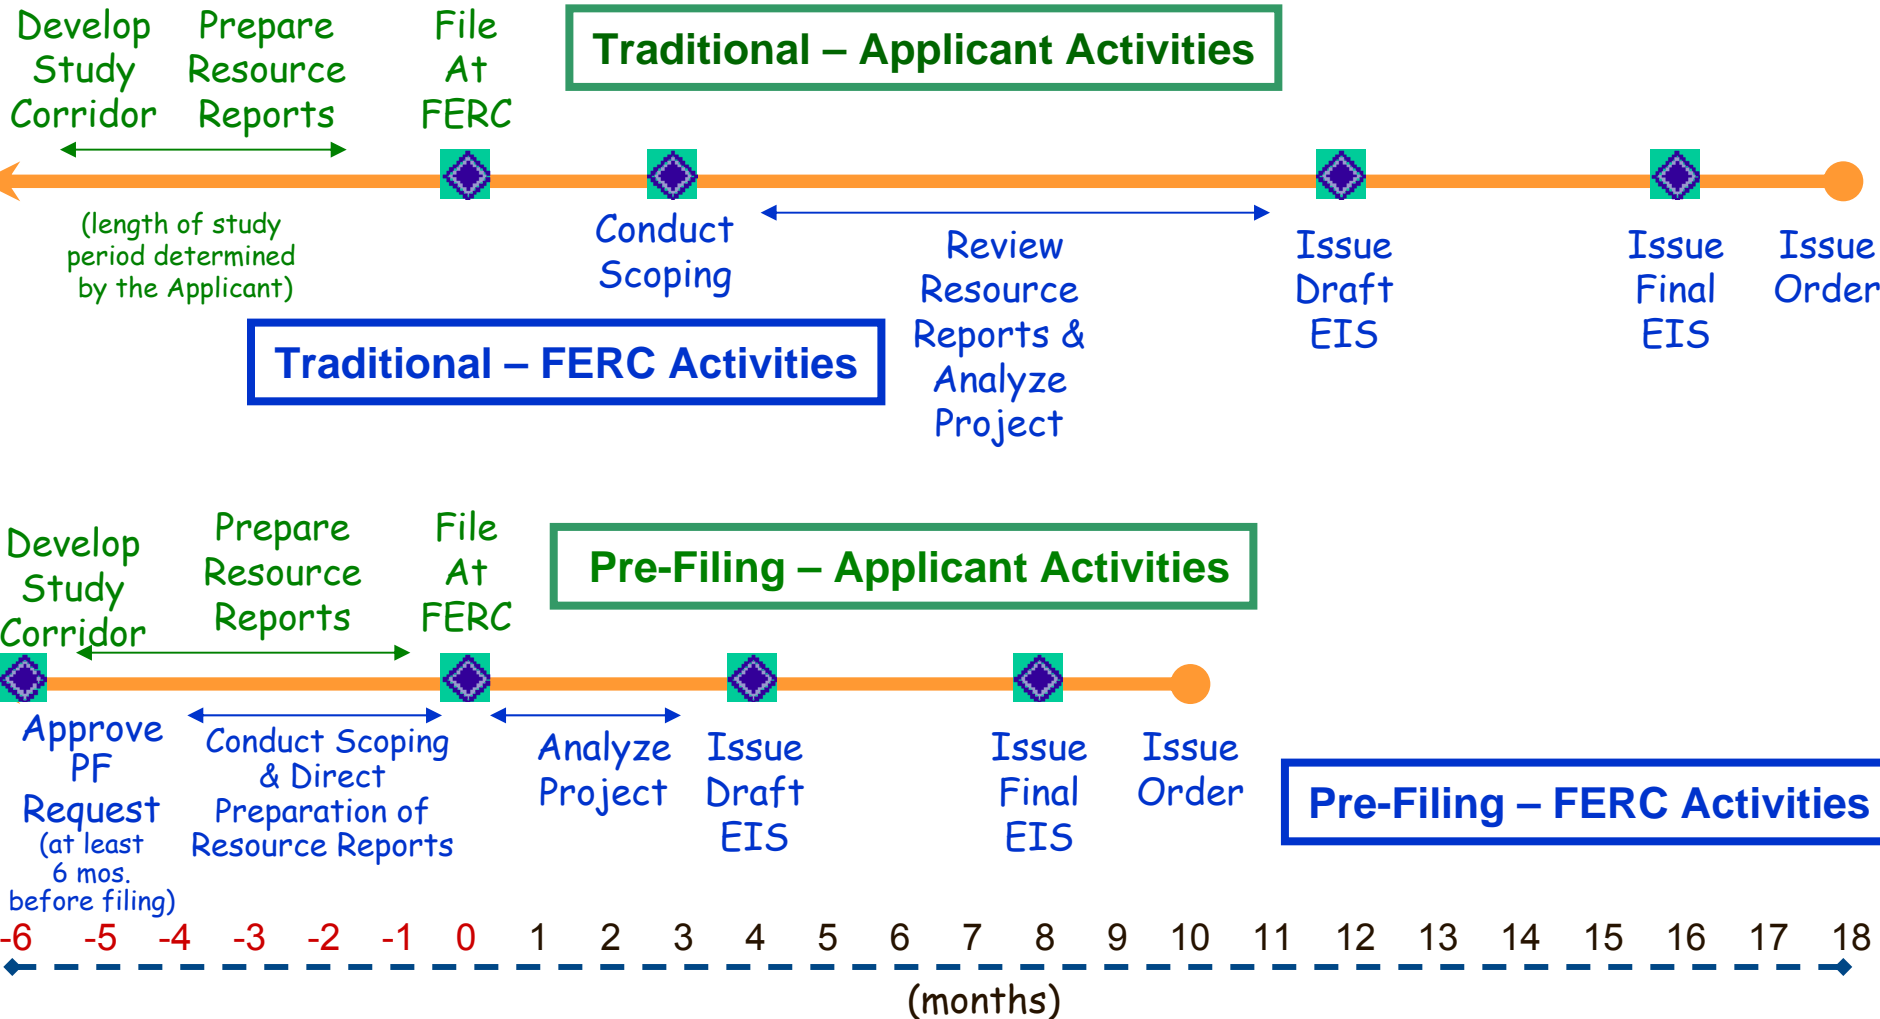 Develop
Study
Corridor
Prepare
Resource
Reports
File
At
FERC
Traditional – Applicant Activities
(length of study
period determined
by the Applicant)
Conduct
Scoping
Review
Resource
Reports &
Analyze
Project
Issue
Draft
EIS
Issue
Final
EIS
Issue
Order
Traditional – FERC Activities
Develop
Study
Corridor
Prepare
Resource
Reports
File
At
FERC
Pre-Filing – Applicant Activities
Approve
PF
Request
(at least
6 mos.
before filing)
Conduct Scoping
& Direct
Preparation of
Resource Reports
Analyze
Project
Issue
Draft
EIS
Issue
Final
EIS
Issue
Order
Pre-Filing – FERC Activities
-6 -5 -4 -3 -2 -1 0 1 2 3 4 5 6 7 8 9 10 11 12 13 14 15 16 17 18
(months)